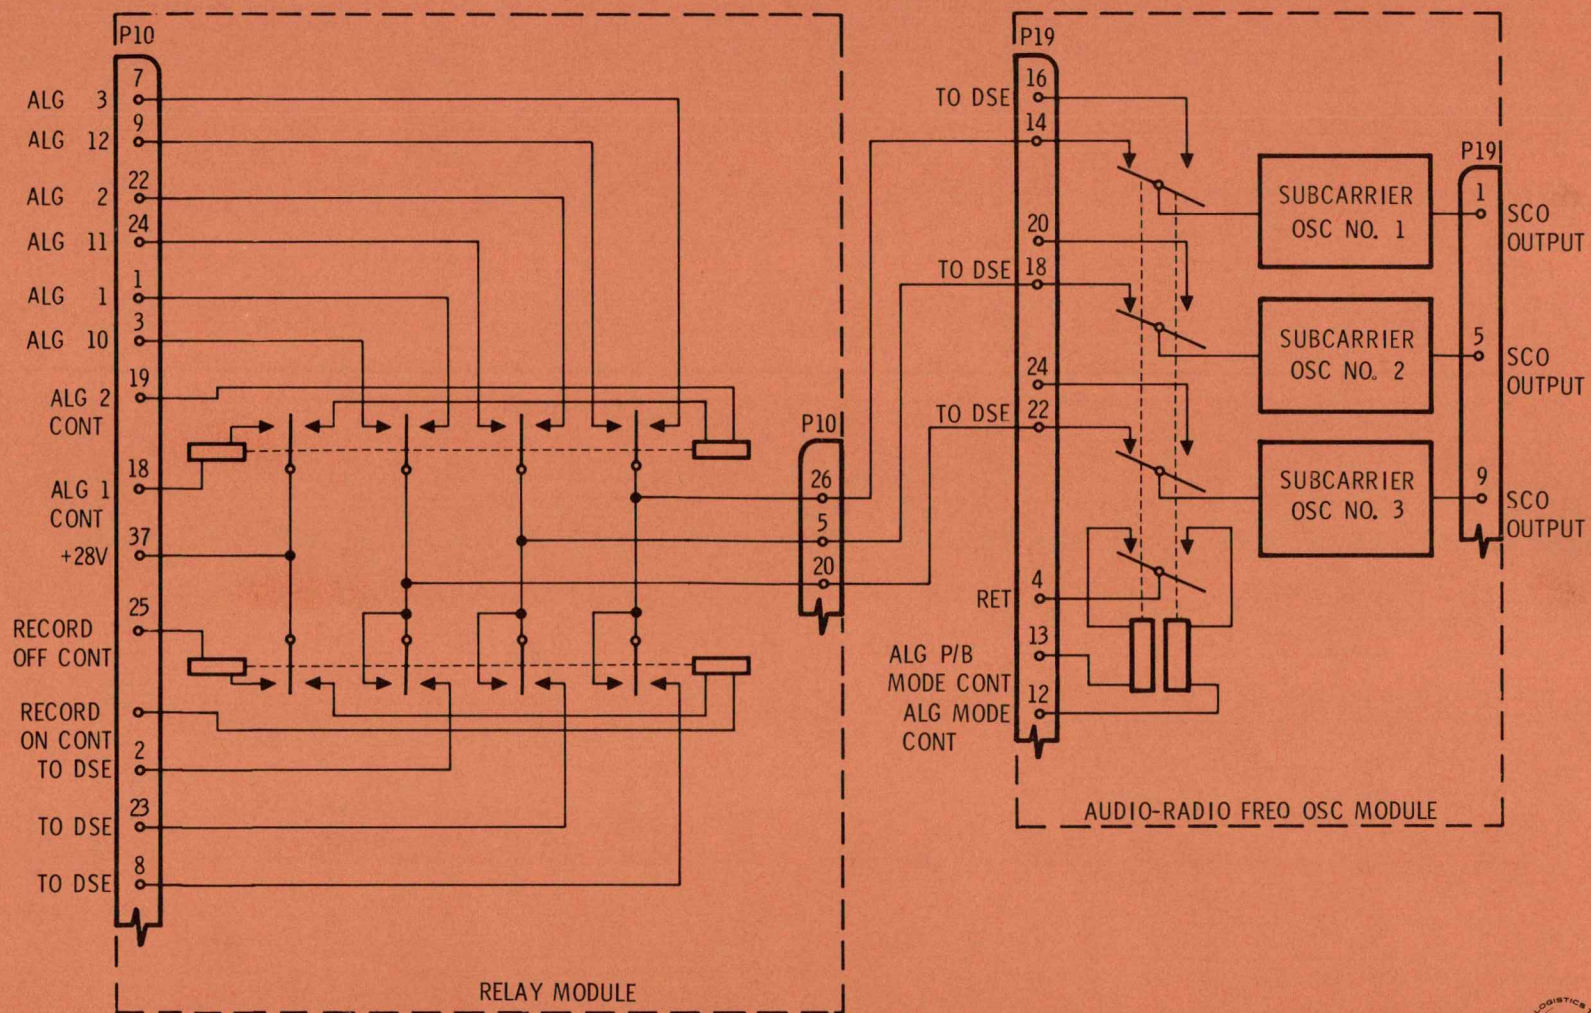 P10
7
ALG 3
9
ALG 12
22
ALG 2
24
ALG 11
1
ALG 1
3
ALG 10
19
ALG 2
CONT
18
ALG 1
CONT
37
+28V
25
RECORD
OFF CONT
RECORD
ON CONT
2
TO DSE
23
TO DSE
8
TO DSE
P10
26
5
20
RELAY MODULE
P19
16
TO DSE
14
20
18
TO DSE
24
22
TO DSE
4
RET
13
ALG P/B
MODE CONT
12
ALG MODE
CONT
SUBCARRIER
OSC NO. 1
SUBCARRIER
OSC NO. 2
SUBCARRIER
OSC NO. 3
P19
1
SCO
OUTPUT
5
SCO
OUTPUT
9
SCO
OUTPUT
AUDIO-RADIO FREQ OSC MODULE
LOGISTICS